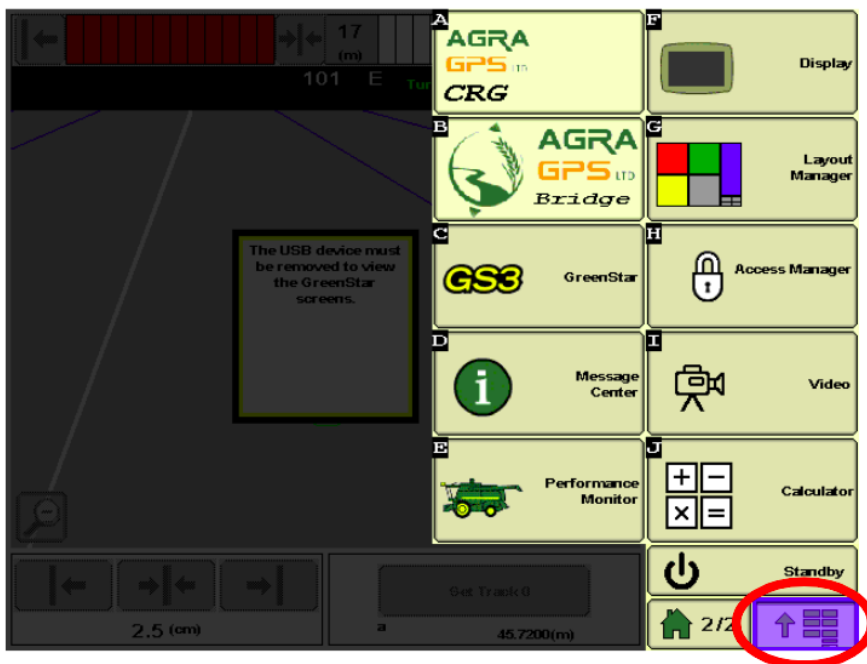 17
(m)
101 E Tur
The USB device must
be removed to view
the GreenStar
screens.
2.5 (cm)
Set Track 0
a
45.7200(m)
A
AGRA
GPS LTD
CRG
B
AGRA
GPS LTD
Bridge
C
GS3
GreenStar
D
i
Message
Center
E
Performance
Monitor
F
Display
G
Layout
Manager
H
Access Manager
I
Video
J
+ −
× =
Calculator
Standby
2/2